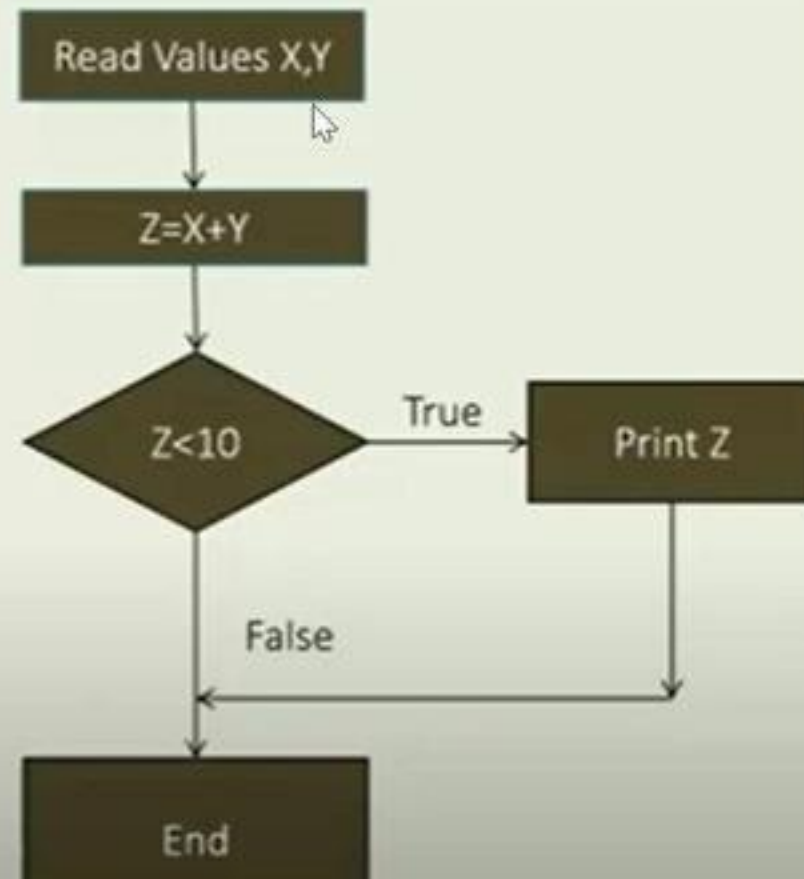 Read Values X,Y
Z=X+Y
Z<10
True
Print Z
False
End